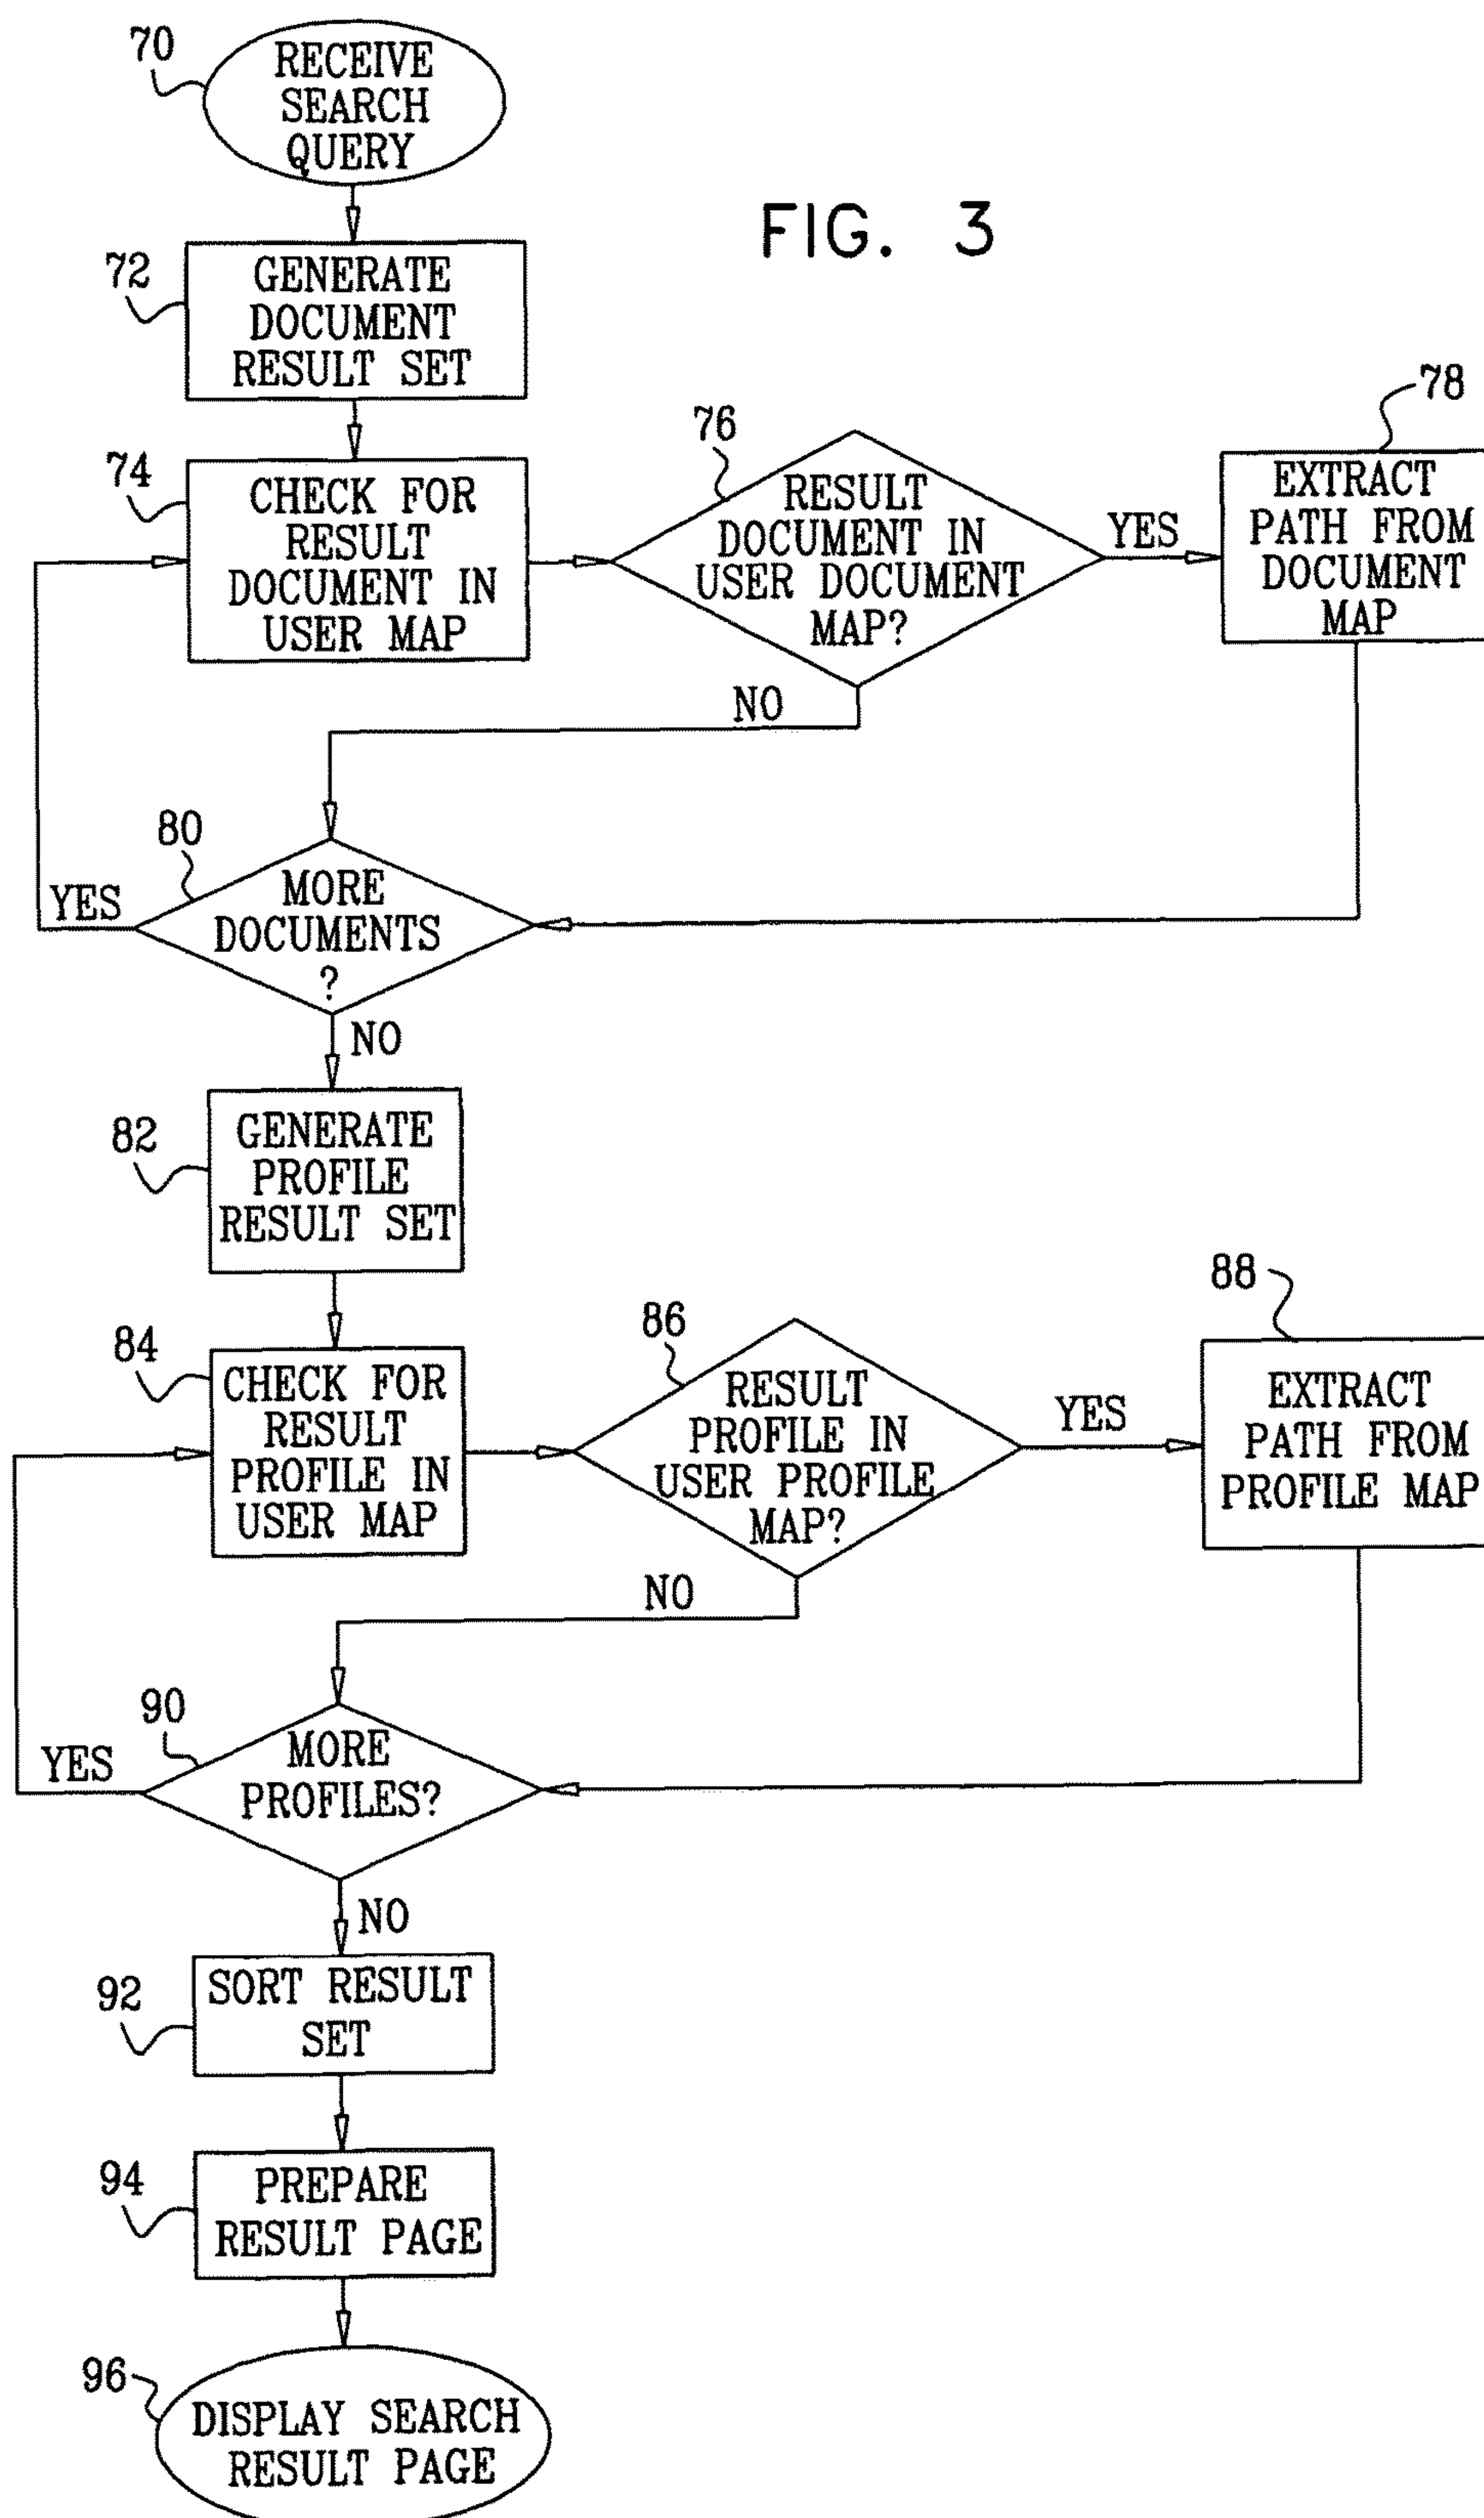 70
RECEIVE
SEARCH
QUERY
FIG. 3
72
GENERATE
DOCUMENT
RESULT SET
74
CHECK FOR
RESULT
DOCUMENT IN
USER MAP
76
RESULT
DOCUMENT IN
USER DOCUMENT
MAP?
YES
78
EXTRACT
PATH FROM
DOCUMENT
MAP
NO
80
MORE
DOCUMENTS
?
YES
NO
82
GENERATE
PROFILE
RESULT SET
84
CHECK FOR
RESULT
PROFILE IN
USER MAP
86
RESULT
PROFILE IN
USER PROFILE
MAP?
YES
88
EXTRACT
PATH FROM
PROFILE MAP
NO
90
MORE
PROFILES?
YES
NO
92
SORT RESULT
SET
94
PREPARE
RESULT PAGE
96
DISPLAY SEARCH
RESULT PAGE